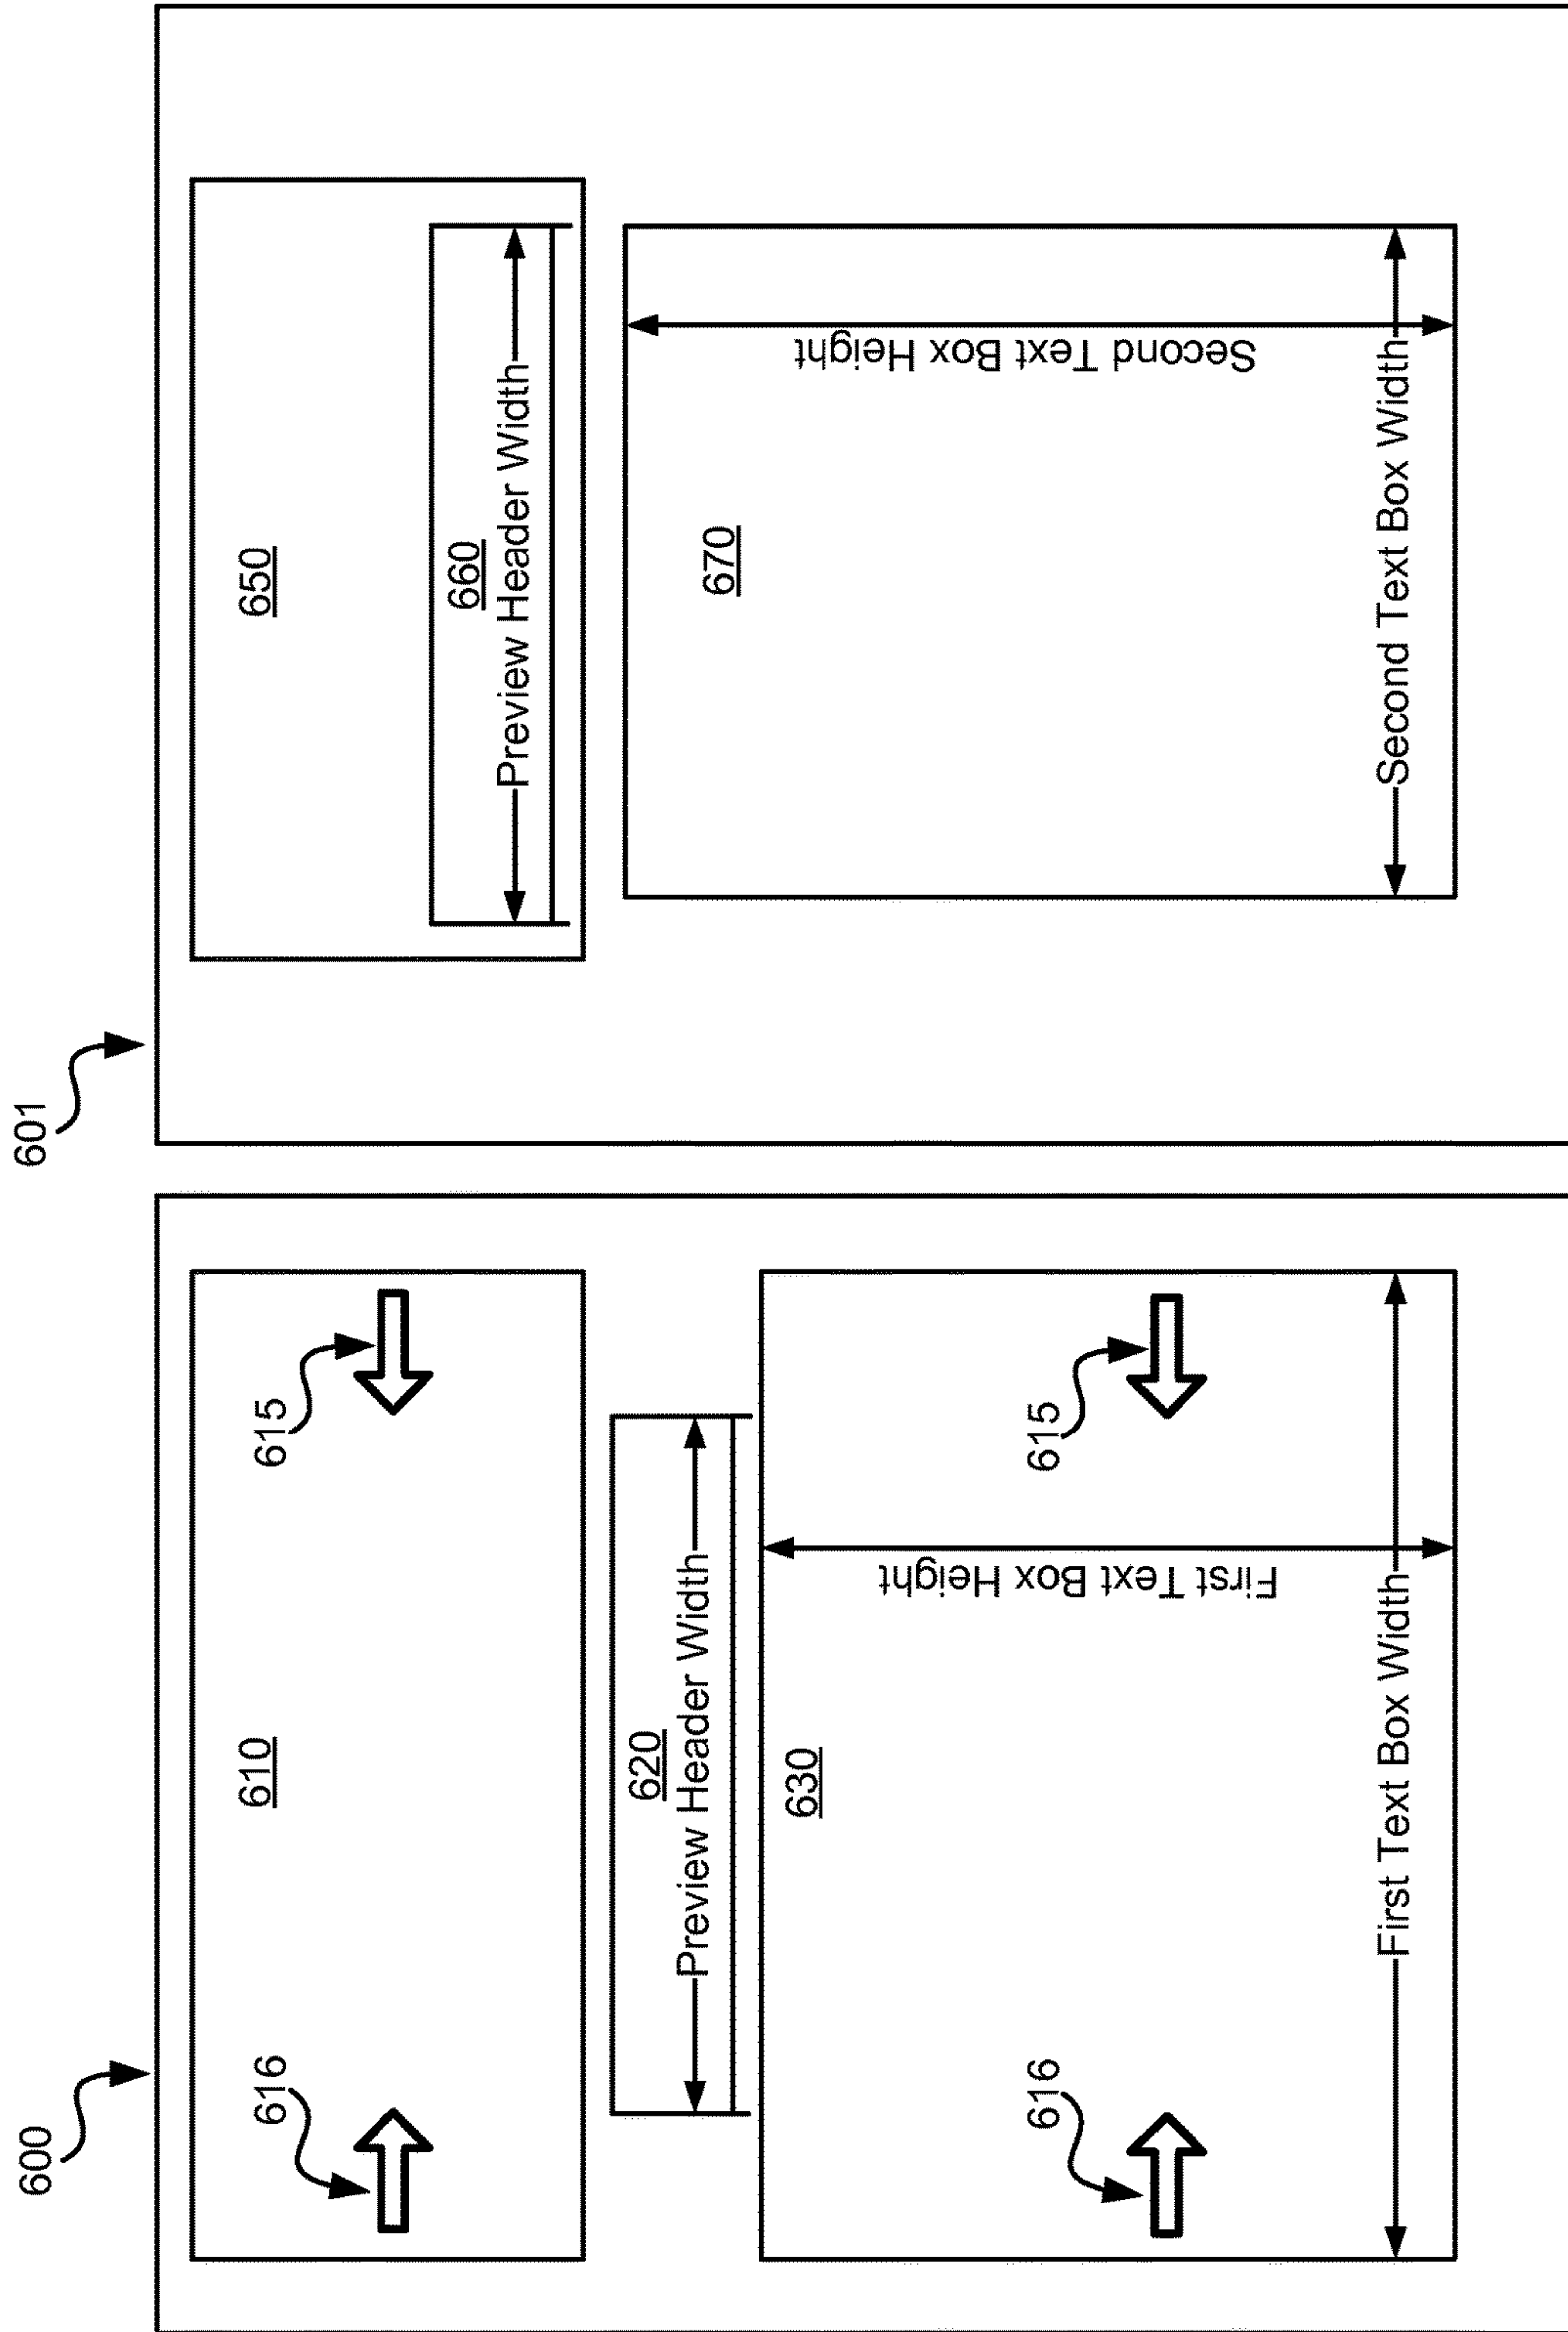 600
610
616
615
620
Preview Header Width
630
616
615
First Text Box Height
First Text Box Width
601
650
660
Preview Header Width
670
Second Text Box Height
Second Text Box Width